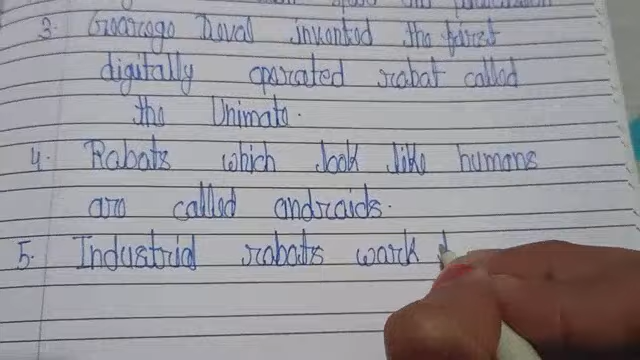 3. George Deval invented the first
digitally operated robot called
the Unimate.
4. Robots which look like humans
are called androids.
5. Industrial robots work